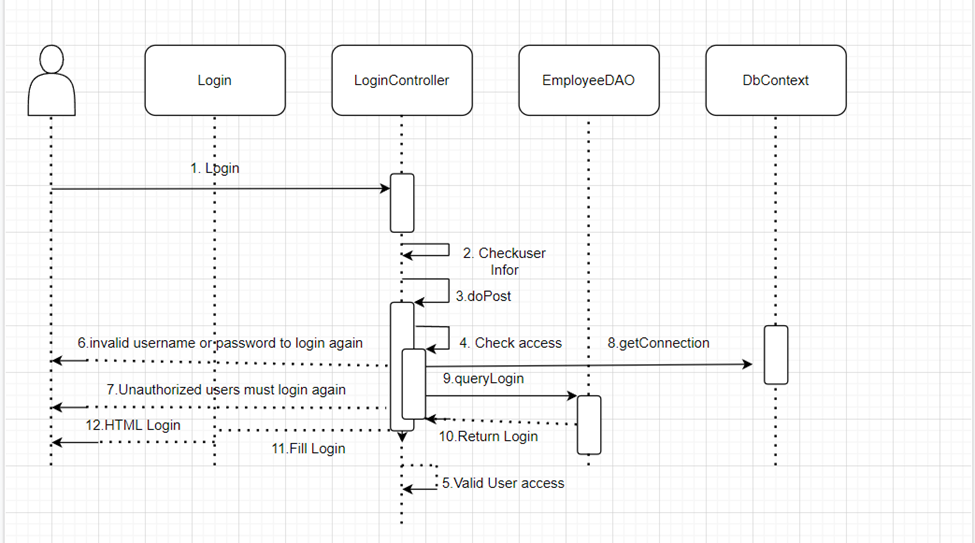 Login
LoginController
EmployeeDAO
DbContext
1. Login
2. Checkuser
Infor
3.doPost
6.invalid username or password to login again
4. Check access
8.getConnection
9.queryLogin
7.Unauthorized users must login again
12.HTML Login
10.Return Login
11.Fill Login
5.Valid User access